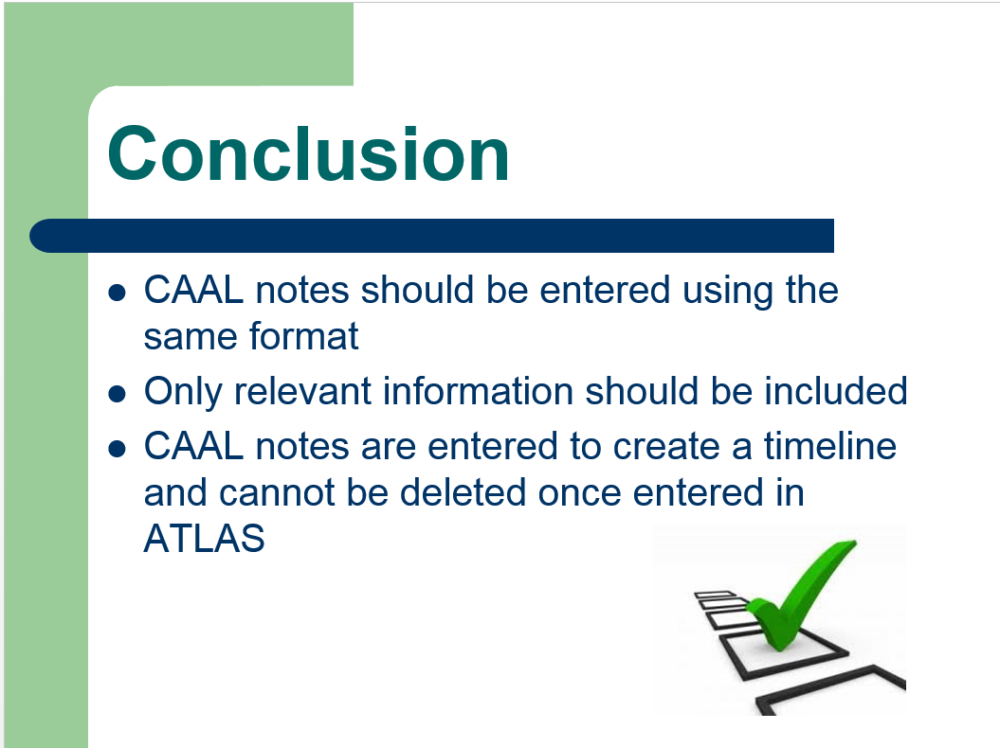 Conclusion
CAAL notes should be entered using the
same format
Only relevant information should be included
CAAL notes are entered to create a timeline
and cannot be deleted once entered in
ATLAS